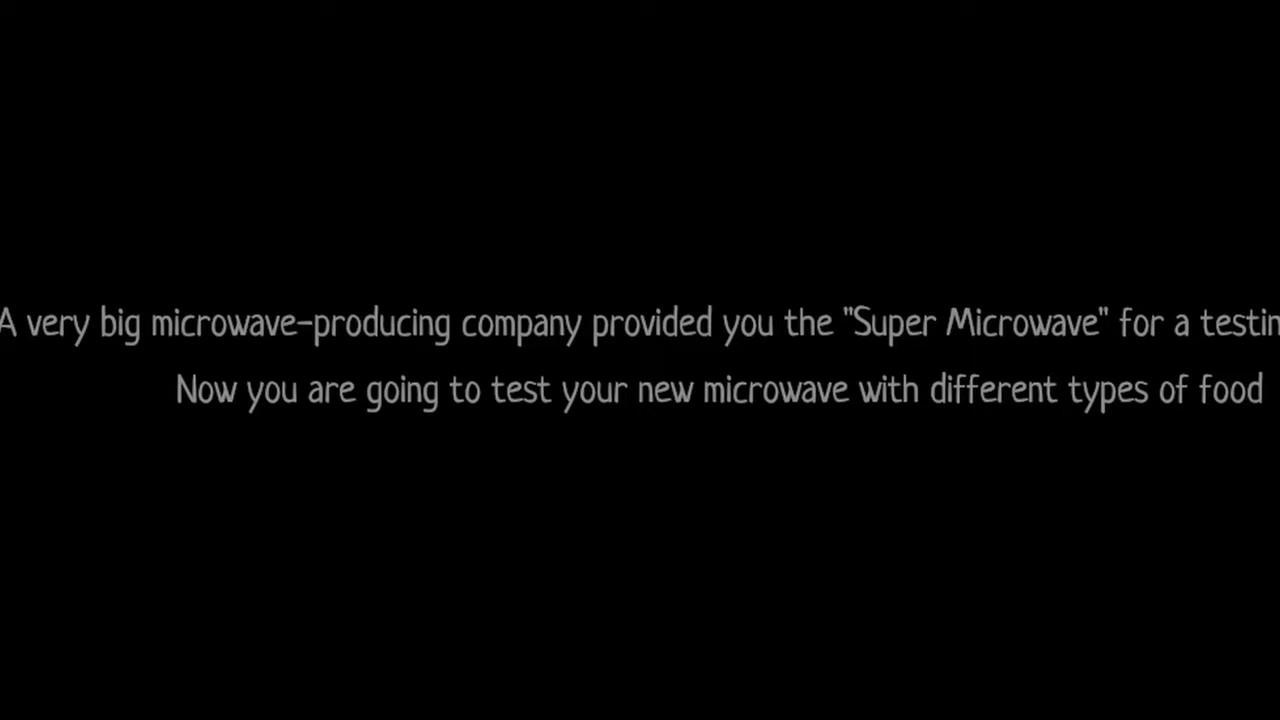 A very big microwave-producing company provided you the "Super Microwave" for a testin
Now you are going to test your new microwave with different types of food